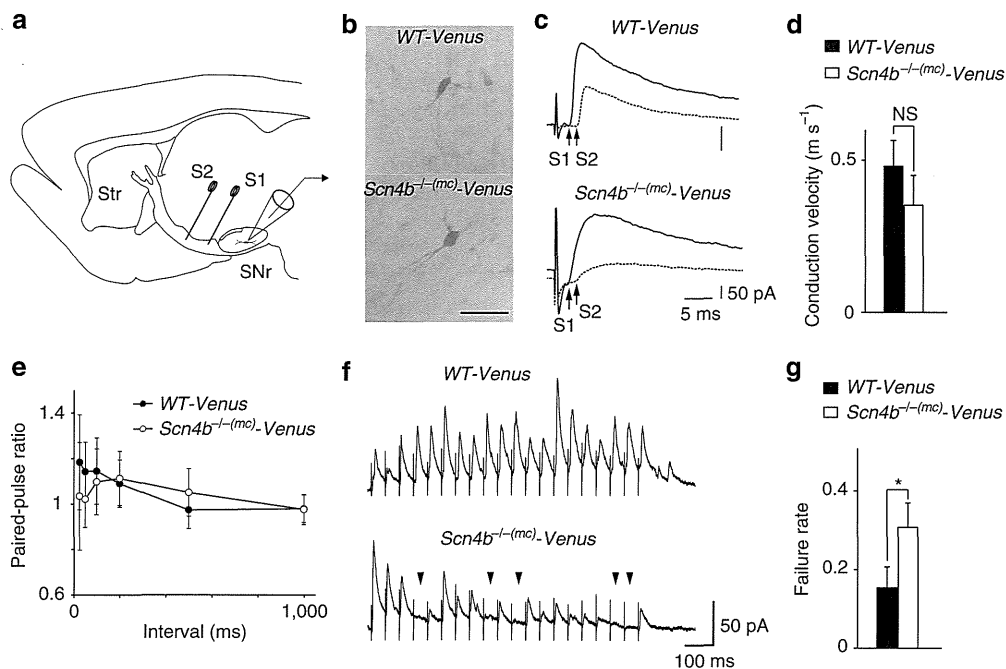 a
Str
S2
S1
SNr
b
WT-Venus
Scn4b–/–(mc)-Venus
c
WT-Venus
S1 S2
Scn4b–/–(mc)-Venus
S1 S2
50 pA
5 ms
d
WT-Venus
Scn4b–/–(mc)-Venus
NS
Conduction velocity (m s–1)
0.5
0
e
WT-Venus
Scn4b–/–(mc)-Venus
Paired-pulse ratio
1.4
1
0.6
0
1,000
Interval (ms)
f
WT-Venus
Scn4b–/–(mc)-Venus
50 pA
100 ms
g
WT-Venus
Scn4b–/–(mc)-Venus
*
Failure rate
0.4
0.2
0